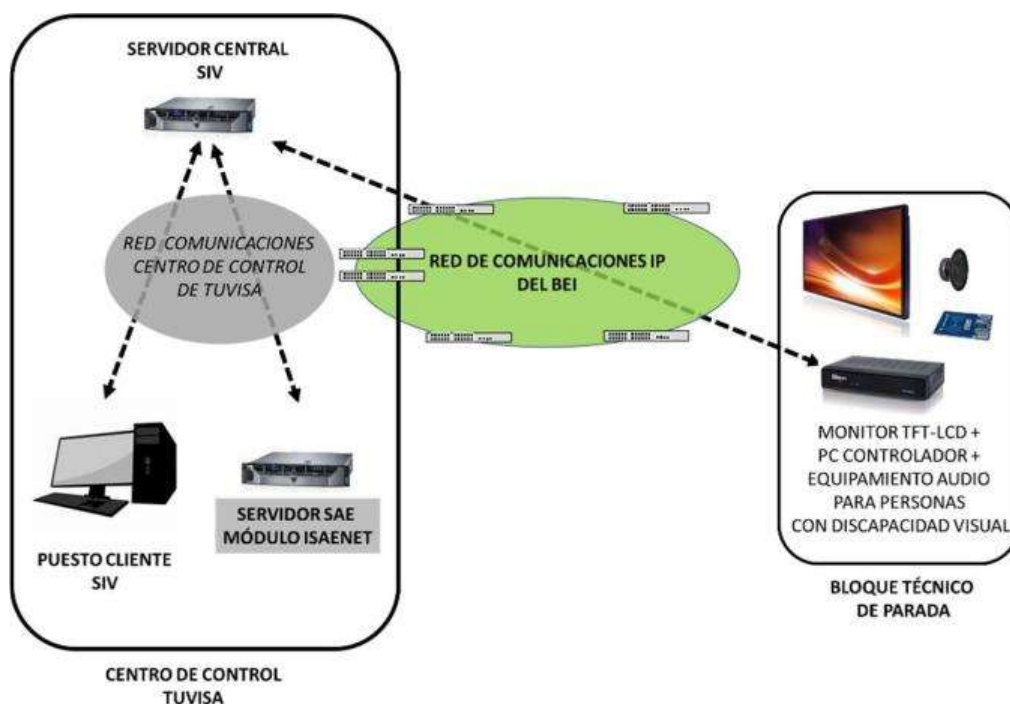 SERVIDOR CENTRAL
SIV
RED COMUNICACIONES
CENTRO DE CONTROL
DE TUVISA
RED DE COMUNICACIONES IP
DEL BEI
MONITOR TFT-LCD +
PC CONTROLADOR +
EQUIPAMIENTO AUDIO
PARA PERSONAS
CON DISCAPACIDAD VISUAL
SERVIDOR SAE
MÓDULO ISAENET
PUESTO CLIENTE
SIV
BLOQUE TÉCNICO
DE PARADA
CENTRO DE CONTROL
TUVISA